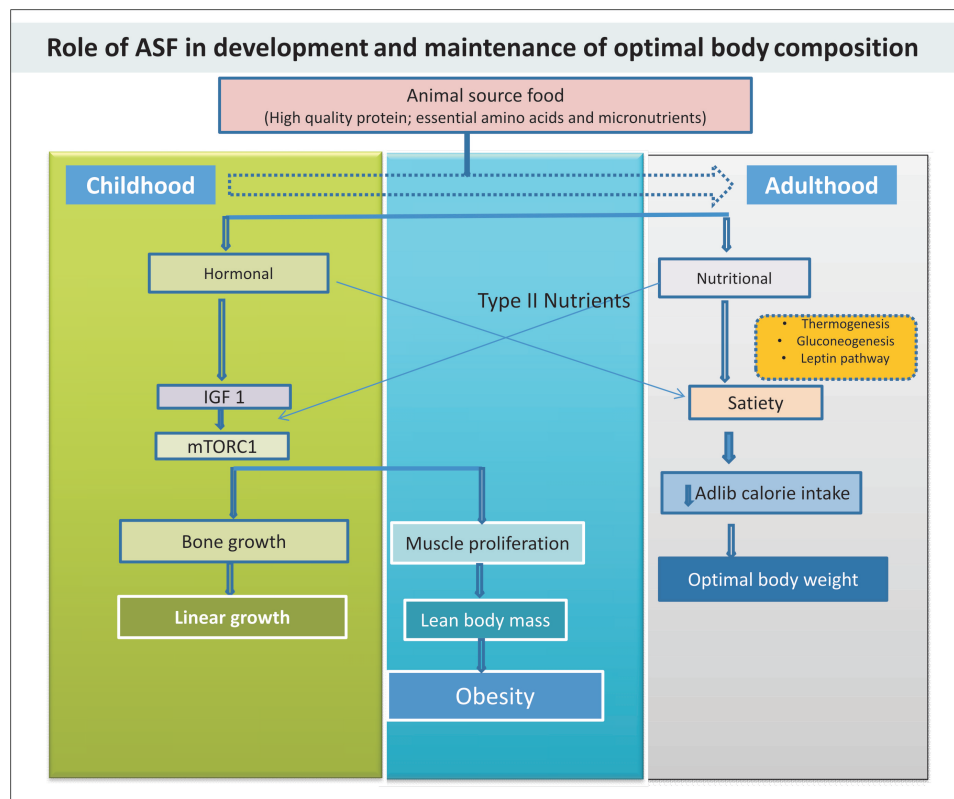 Role of ASF in development and maintenance of optimal body composition
Animal source food
(High quality protein; essential amino acids and micronutrients)
Childhood
Adulthood
Hormonal
Nutritional
Type II Nutrients
• Thermogenesis
• Gluconeogenesis
• Leptin pathway
IGF 1
Satiety
mTORC1
Adlib calorie intake
Bone growth
Muscle proliferation
Optimal body weight
Linear growth
Lean body mass
Obesity